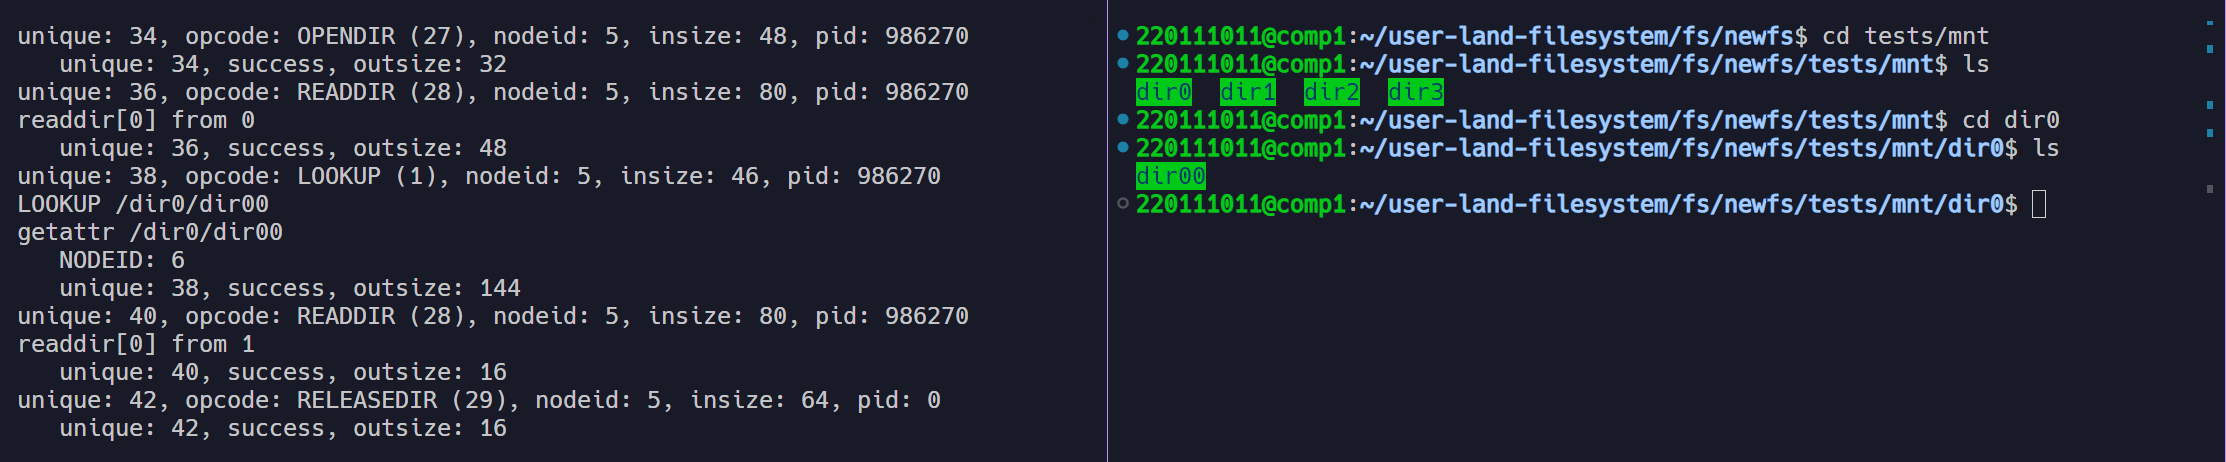 unique: 34, opcode: OPENDIR (27), nodeid: 5, insize: 48, pid: 986270
   unique: 34, success, outsize: 32
unique: 36, opcode: READDIR (28), nodeid: 5, insize: 80, pid: 986270
readdir[0] from 0
   unique: 36, success, outsize: 48
unique: 38, opcode: LOOKUP (1), nodeid: 5, insize: 46, pid: 986270
LOOKUP /dir0/dir00
getattr /dir0/dir00
   NODEID: 6
   unique: 38, success, outsize: 144
unique: 40, opcode: READDIR (28), nodeid: 5, insize: 80, pid: 986270
readdir[0] from 1
   unique: 40, success, outsize: 16
unique: 42, opcode: RELEASEDIR (29), nodeid: 5, insize: 64, pid: 0
   unique: 42, success, outsize: 16
220111011@comp1:~/user-land-filesystem/fs/newfs$ cd tests/mnt
220111011@comp1:~/user-land-filesystem/fs/newfs/tests/mnt$ ls
dir0  dir1  dir2  dir3
220111011@comp1:~/user-land-filesystem/fs/newfs/tests/mnt$ cd dir0
220111011@comp1:~/user-land-filesystem/fs/newfs/tests/mnt/dir0$ ls
dir00
220111011@comp1:~/user-land-filesystem/fs/newfs/tests/mnt/dir0$